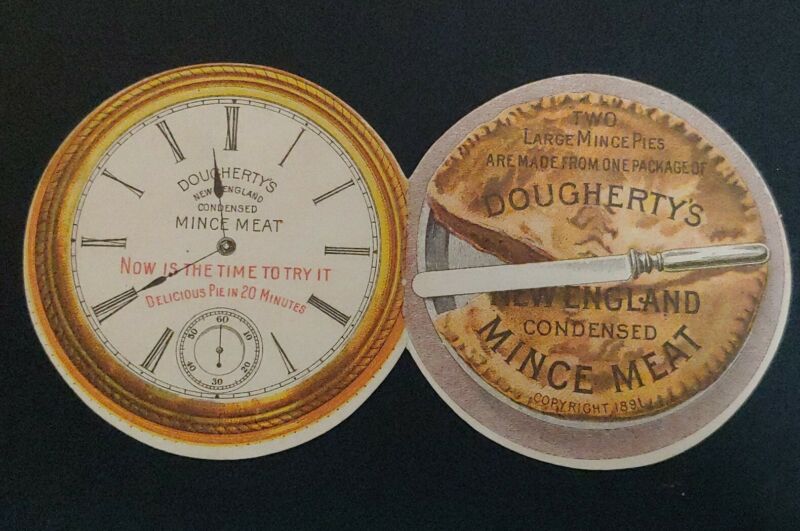 DOUGHERTY'S
NEW ENGLAND
CONDENSED
MINCE MEAT
NOW IS THE TIME TO TRY IT
DELICIOUS PIE IN 20 MINUTES
60
50 10
40 20
30
TWO
LARGE MINCE PIES
ARE MADE FROM ONE PACKAGE OF
DOUGHERTY'S
NEW ENGLAND
CONDENSED
MINCE MEAT
COPYRIGHT 1891